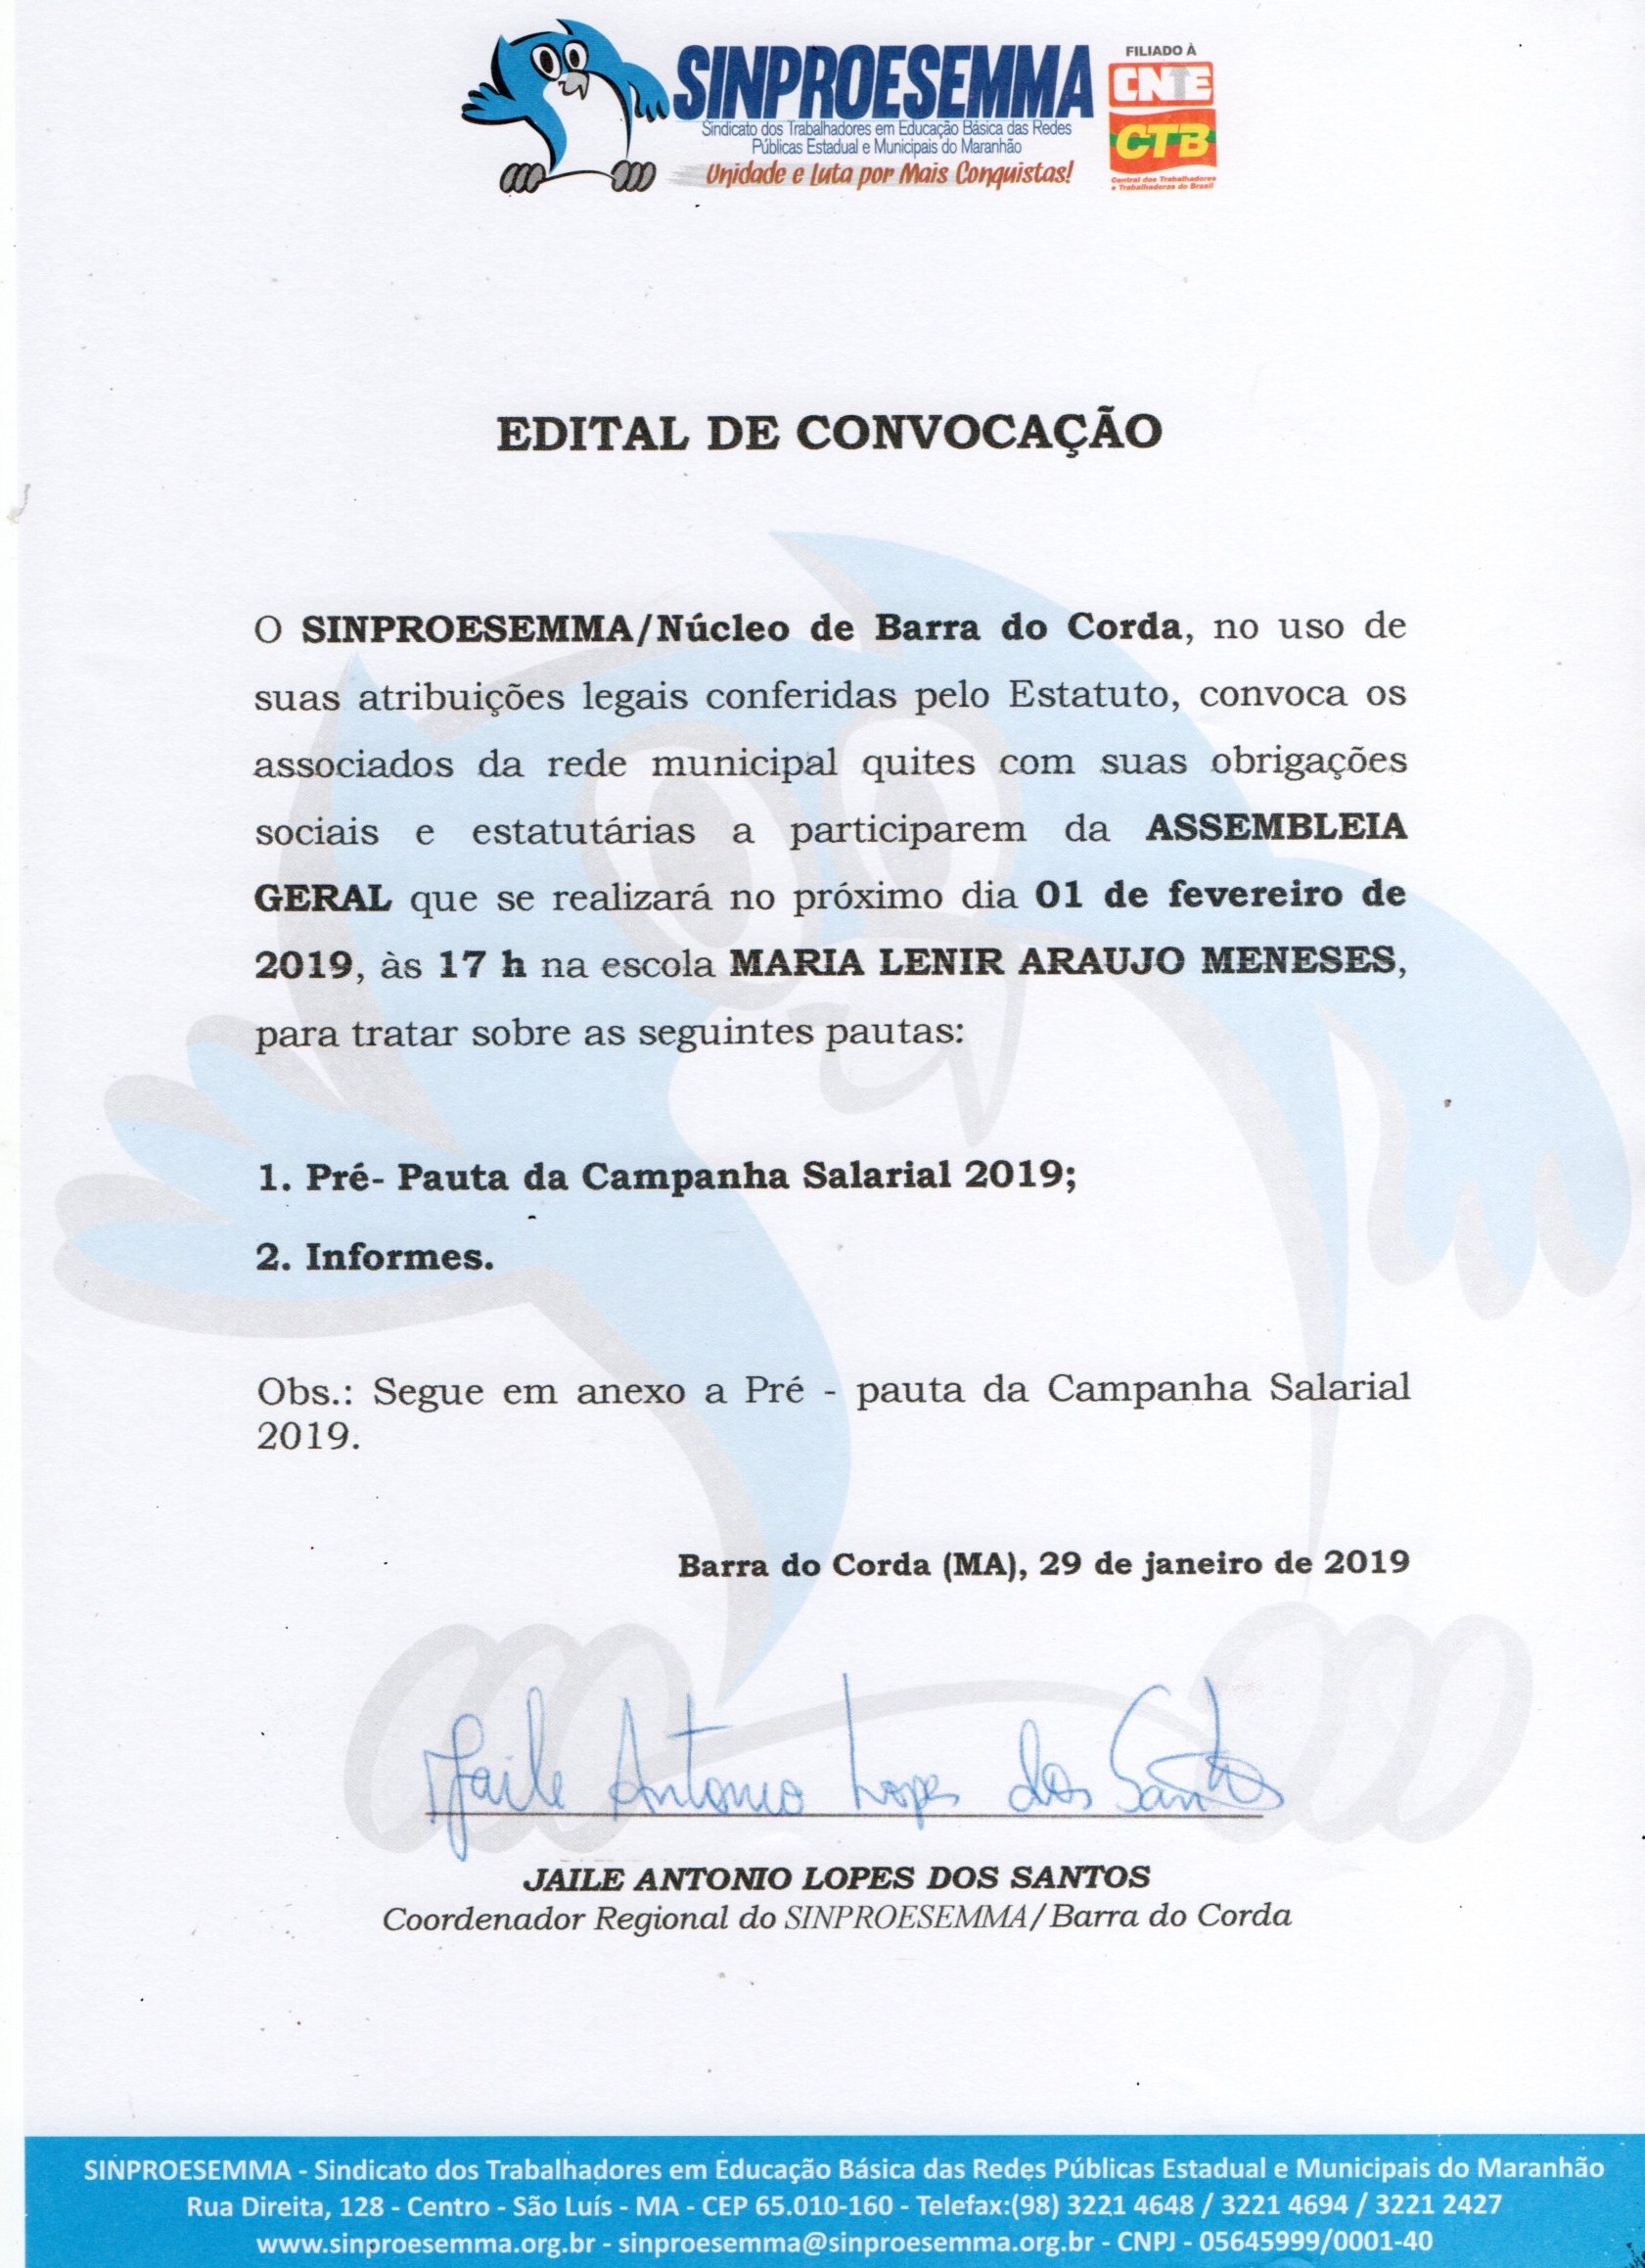 SINPROESEMMA
Sindicato dos Trabalhadores em Educação Básica das Redes
Públicas Estadual e Municipais do Maranhão
Unidade e Luta por Mais Conquistas!
FILIADO À
CNTE
CTB
Central dos Trabalhadores
e Trabalhadoras do Brasil
EDITAL DE CONVOCAÇÃO
O SINPROESEMMA/Núcleo de Barra do Corda, no uso de
suas atribuições legais conferidas pelo Estatuto, convoca os
associados da rede municipal quites com suas obrigações
sociais e estatutárias a participarem da ASSEMBLEIA
GERAL que se realizará no próximo dia 01 de fevereiro de
2019, às 17 h na escola MARIA LENIR ARAUJO MENESES,
para tratar sobre as seguintes pautas:
1. Pré- Pauta da Campanha Salarial 2019;
2. Informes.
Obs.: Segue em anexo a Pré - pauta da Campanha Salarial
2019.
Barra do Corda (MA), 29 de janeiro de 2019
Jaile Antonio Lopes dos Santos
JAILE ANTONIO LOPES DOS SANTOS
Coordenador Regional do SINPROESEMMA/Barra do Corda
SINPROESEMMA - Sindicato dos Trabalhadores em Educação Básica das Redes Públicas Estadual e Municipais do Maranhão
Rua Direita, 128 - Centro - São Luís - MA - CEP 65.010-160 - Telefax:(98) 3221 4648 / 3221 4694 / 3221 2427
www.sinproesemma.org.br - sinproesemma@sinproesemma.org.br - CNPJ - 05645999/0001-40